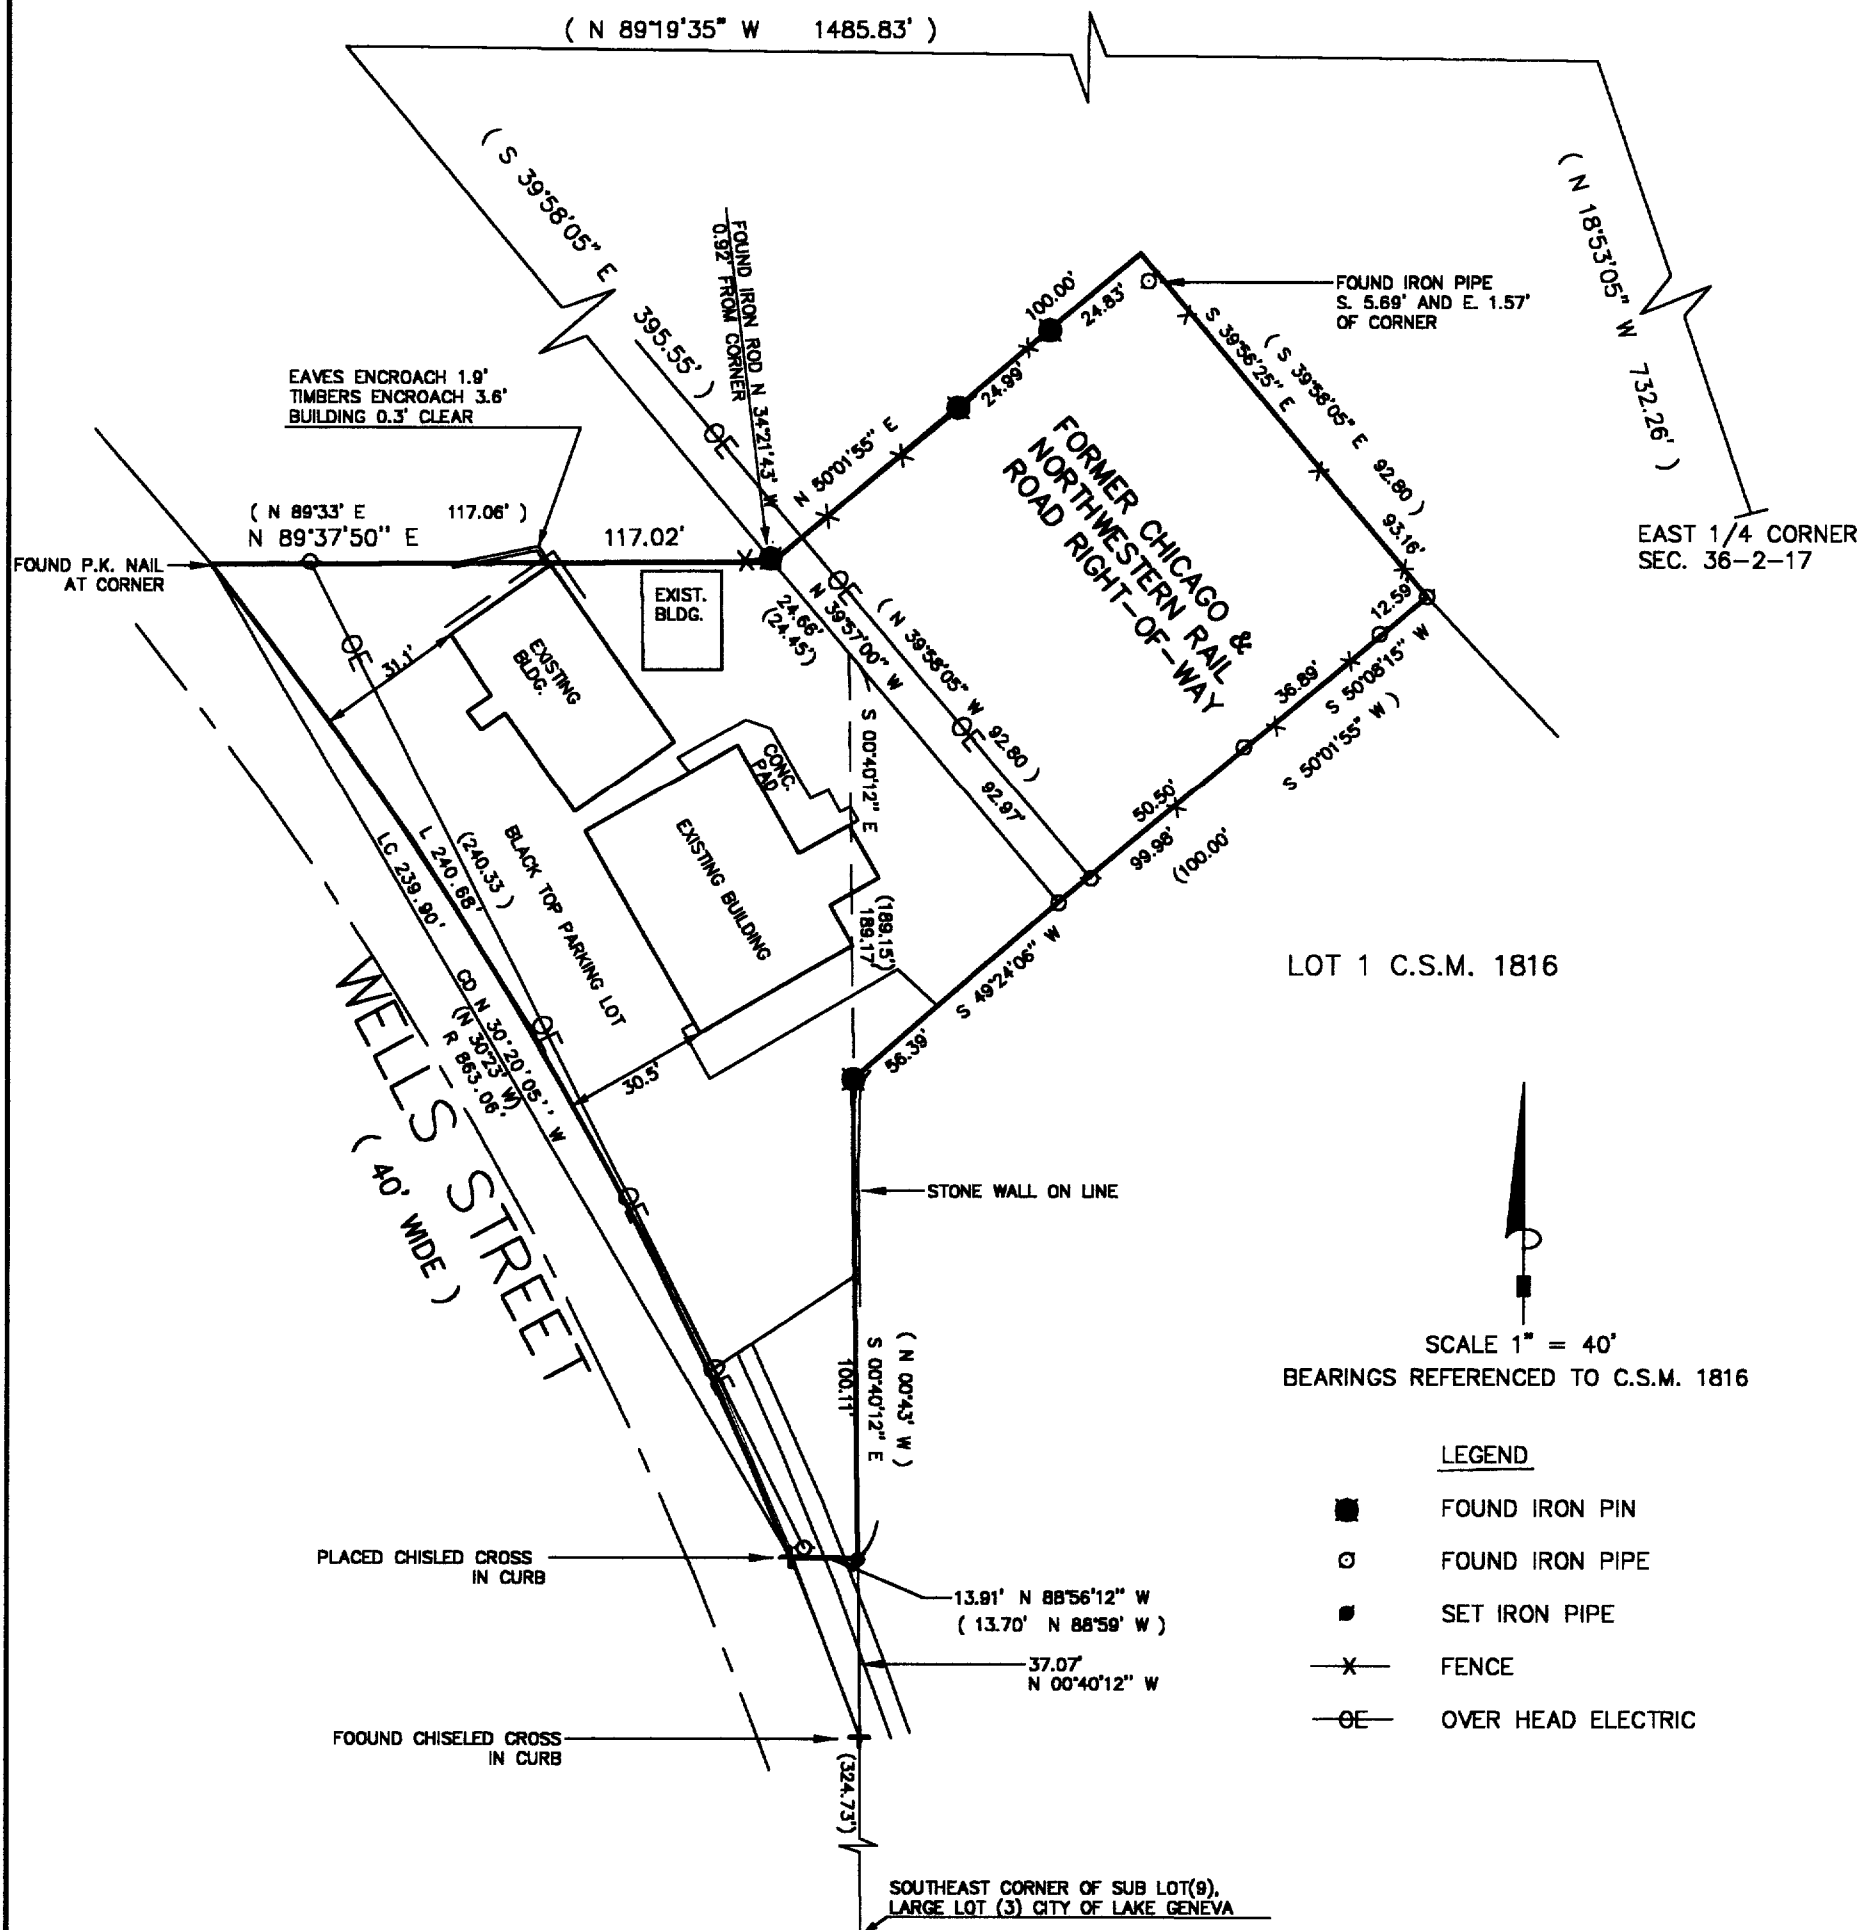 ( N 89°19'35" W 1485.83' )
( S 39°58'05" E
395.55' )
( N 18°53'05" W 732.26' )
FOUND IRON ROD N 34°21'43" W
0.92' FROM CORNER
FOUND IRON PIPE
S. 5.69' AND E. 1.57'
OF CORNER
100.00'
24.83'
24.99'
N 50°01'55" E
S 39°56'25" E
( S 39°58'05" E 92.80 )
93.16'
EAST 1/4 CORNER
SEC. 36-2-17
EAVES ENCROACH 1.9'
TIMBERS ENCROACH 3.6'
BUILDING 0.3' CLEAR
( N 89°33' E 117.06' )
N 89°37'50" E 117.02'
FOUND P.K. NAIL
AT CORNER
FORMER CHICAGO &
NORTHWESTERN RAIL
ROAD RIGHT-OF-WAY
EXIST.
BLDG.
EXISTING
BLDG.
31.1'
24.66'
(24.45')
N 39°57'00" W
92.97'
( N 39°58'05" W 92.80 )
12.59'
36.89'
S 50°08'15" W
S 50°01'55" W )
50.50'
99.98'
(100.00')
CONC.
PAD
S 00°40'12" E
(189.15')
189.17'
EXISTING BUILDING
BLACK TOP PARKING LOT
(240.33 )
L 240.68'
LC 239.90'
CD N 30°20'05'' W
(N 30°23' W)
R 863.06'
S 49°24'06" W
56.39'
LOT 1 C.S.M. 1816
30.5'
WELLS STREET
( 40' WIDE )
OE
OE
OE
OE
OE
OE
OE
STONE WALL ON LINE
( N 00°43' W )
S 00°40'12" E
100.11'
SCALE 1" = 40'
BEARINGS REFERENCED TO C.S.M. 1816
LEGEND
FOUND IRON PIN
FOUND IRON PIPE
SET IRON PIPE
X FENCE
OE OVER HEAD ELECTRIC
PLACED CHISLED CROSS
IN CURB
13.91' N 88°56'12" W
( 13.70' N 88°59' W )
37.07'
N 00°40'12" W
FOOUND CHISELED CROSS
IN CURB
(324.73')
SOUTHEAST CORNER OF SUB LOT(9),
LARGE LOT (3) CITY OF LAKE GENEVA